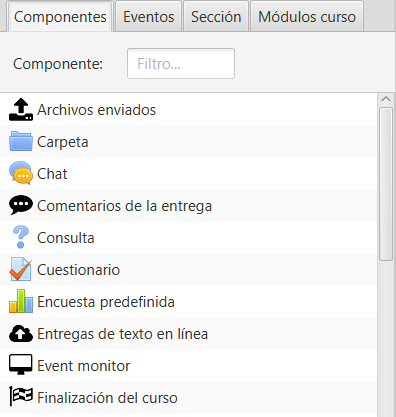 Componentes Eventos Sección Módulos curso
Componente: Filtro...
Archivos enviados
Carpeta
Chat
Comentarios de la entrega
Consulta
Cuestionario
Encuesta predefinida
Entregas de texto en línea
Event monitor
Finalización del curso